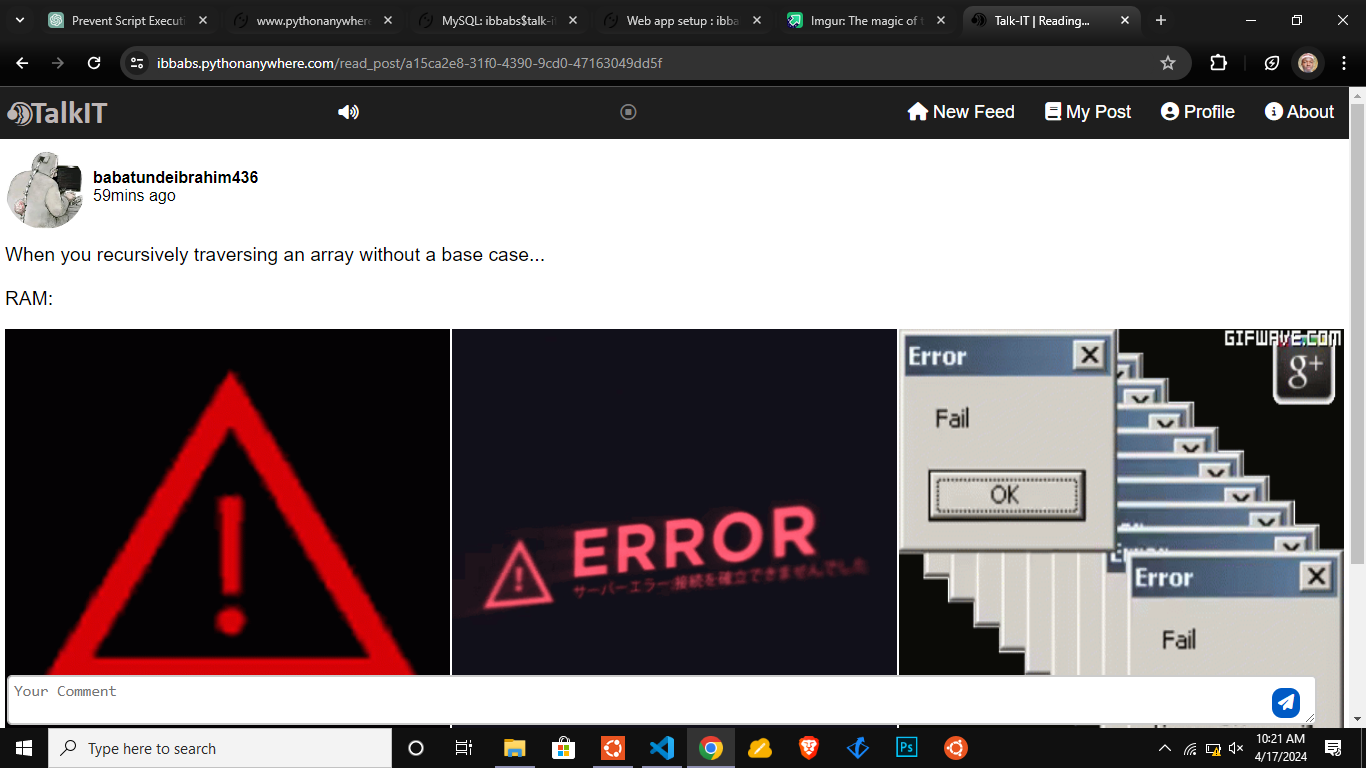 Prevent Script Executi
www.pythonanywhere
MySQL: ibbabs$talk-i
Web app setup : ibba
Imgur: The magic of t
Talk-IT | Reading...
ibbabs.pythonanywhere.com/read_post/a15ca2e8-31f0-4390-9cd0-47163049dd5f
TalkIT
New Feed
My Post
Profile
About
babatundeibrahim436
59mins ago
When you recursively traversing an array without a base case...
RAM:
GIFWAVE.COM
g+
Error
Fail
OK
ERROR
サーバーエラー:接続を確立できませんでした
Error
Error
Fail
Your Comment
Type here to search
Ps
10:21 AM
4/17/2024